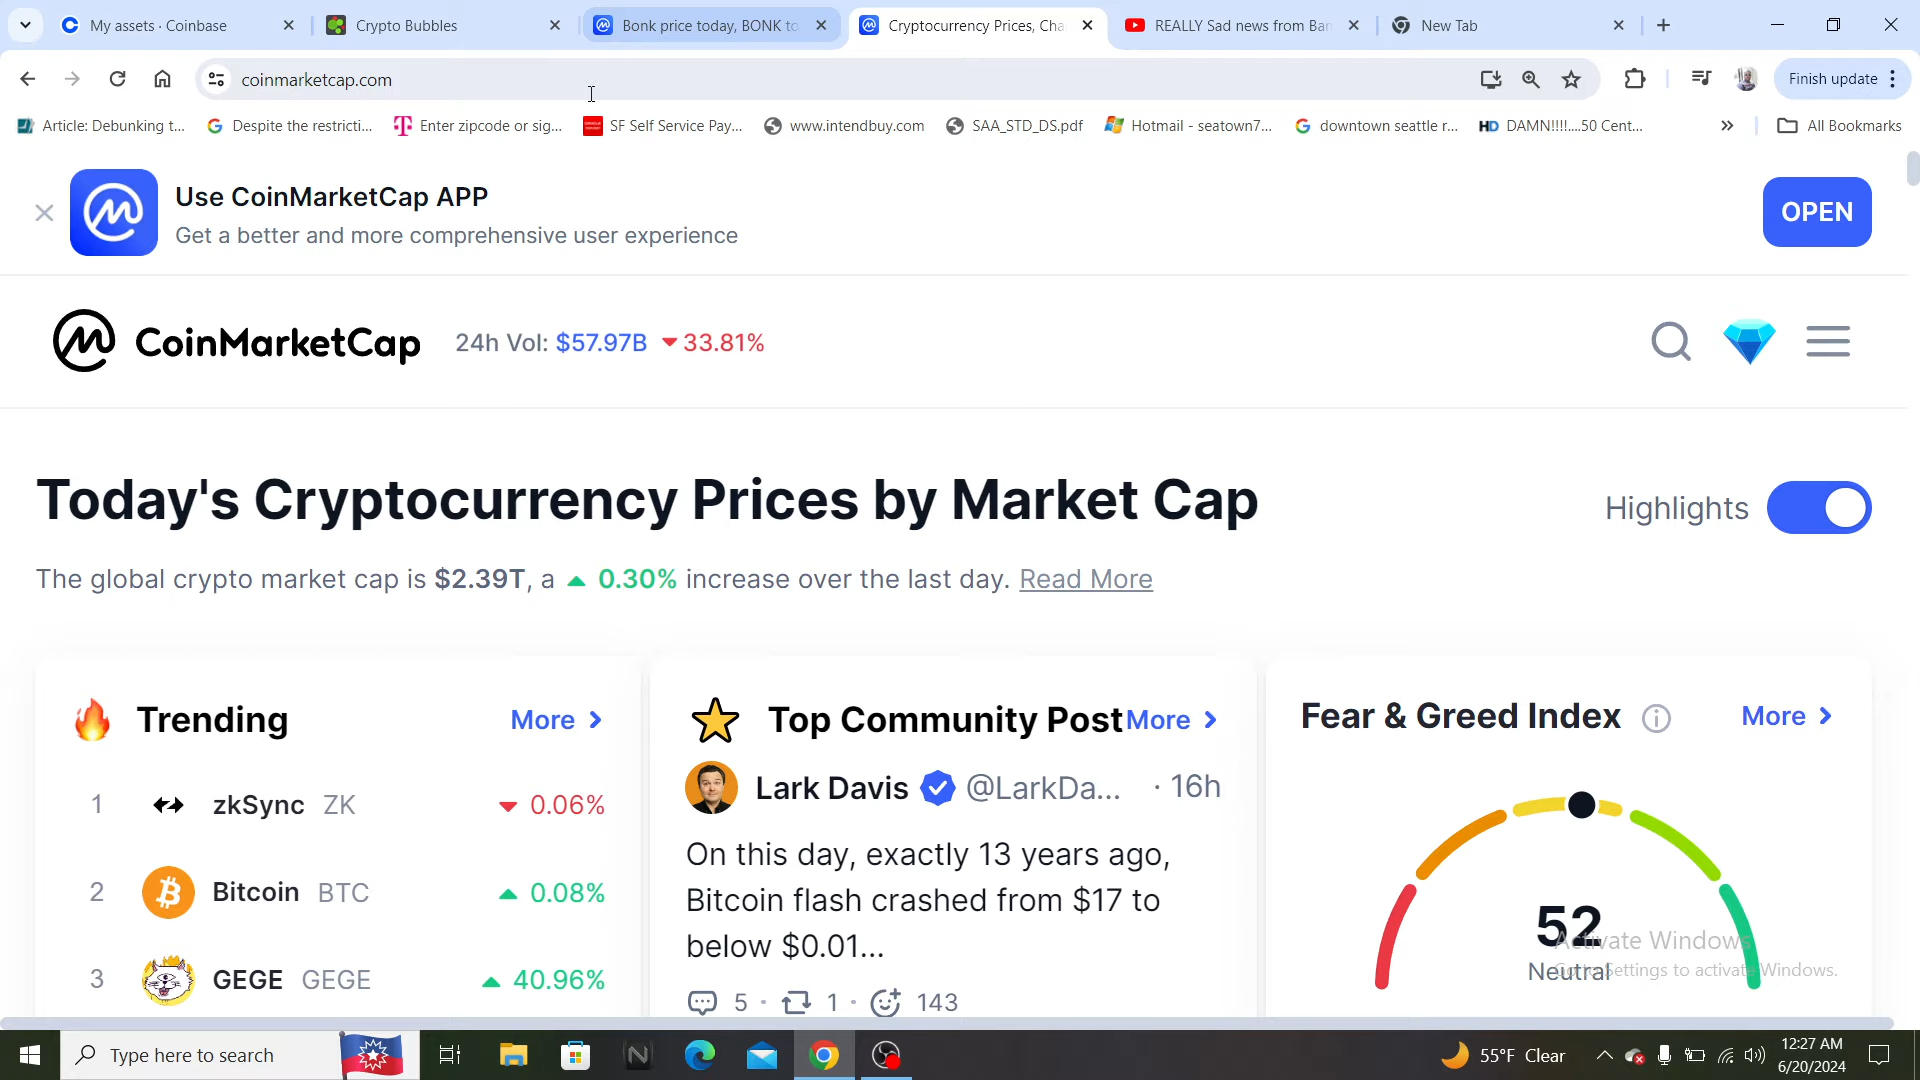 My assets · Coinbase
Crypto Bubbles
Bonk price today, BONK to
Cryptocurrency Prices, Cha
REALLY Sad news from Ban
New Tab
coinmarketcap.com
Finish update
Article: Debunking t...
Despite the restricti...
Enter zipcode or sig...
SF Self Service Pay...
www.intendbuy.com
SAA_STD_DS.pdf
Hotmail - seatown7...
downtown seattle r...
HD DAMN!!!!....50 Cent...
All Bookmarks
Use CoinMarketCap APP
Get a better and more comprehensive user experience
OPEN
CoinMarketCap
24h Vol: $57.97B 33.81%
Today's Cryptocurrency Prices by Market Cap
Highlights
The global crypto market cap is $2.39T, a 0.30% increase over the last day. Read More
Trending
More
1 zkSync ZK 0.06%
2 Bitcoin BTC 0.08%
3 GEGE GEGE 40.96%
Top Community Post
More
Lark Davis @LarkDa... · 16h
On this day, exactly 13 years ago,
Bitcoin flash crashed from $17 to
below $0.01...
5 · 1 · 143
Fear & Greed Index
More
52
Neutral
Activate Windows
Go to Settings to activate Windows.
Type here to search
55°F Clear
12:27 AM
6/20/2024